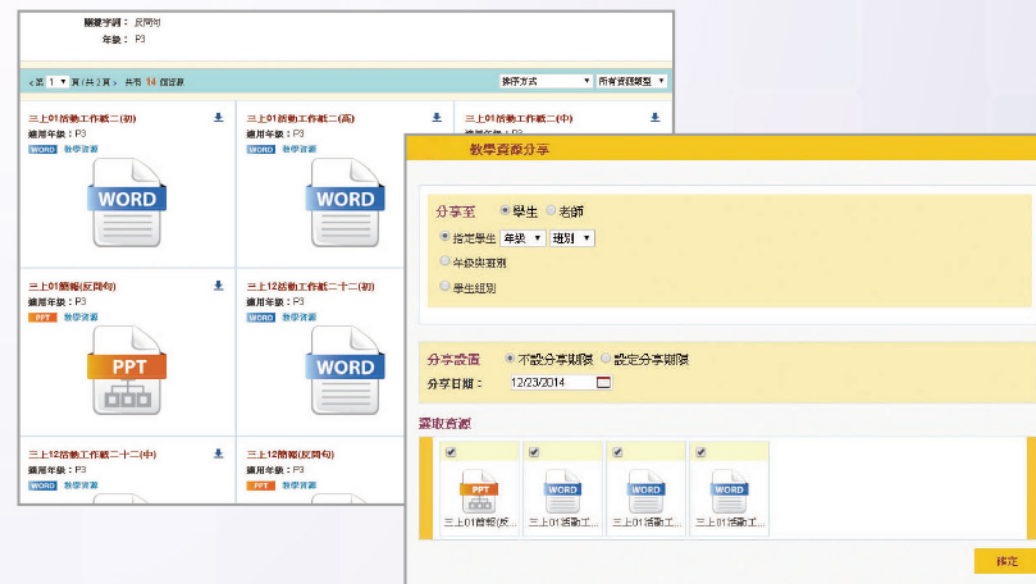 關鍵字詞： 反問句
年級： P3
<第 1 ▼ 頁(共2頁> 共有 14 個資源
排序方式 ▼ 所有資源類型 ▼
三上01活動工作紙二(初)
適用年級：P3
WORD 教學資源
WORD
三上01活動工作紙二(高)
適用年級：P3
WORD 教學資源
WORD
三上01活動工作紙二(中)
三上01簡報(反問句)
適用年級：P3
PPT 教學資源
PPT
三上12活動工作紙二十二(初)
適用年級：P3
WORD 教學資源
WORD
三上12活動工作紙二十二(中)
適用年級：P3
WORD 教學資源
三上12簡報(反問句)
適用年級：P3
PPT 教學資源
教學資源分享
分享至 學生 老師
指定學生 年級 ▼ 班別 ▼
年級與班別
學生組別
分享設置 不設分享期限 設定分享期限
分享日期： 12/23/2014
選取資源
PPT
三上01簡報(反...
WORD
三上01活動工...
WORD
三上01活動工...
WORD
三上01活動工...
確定